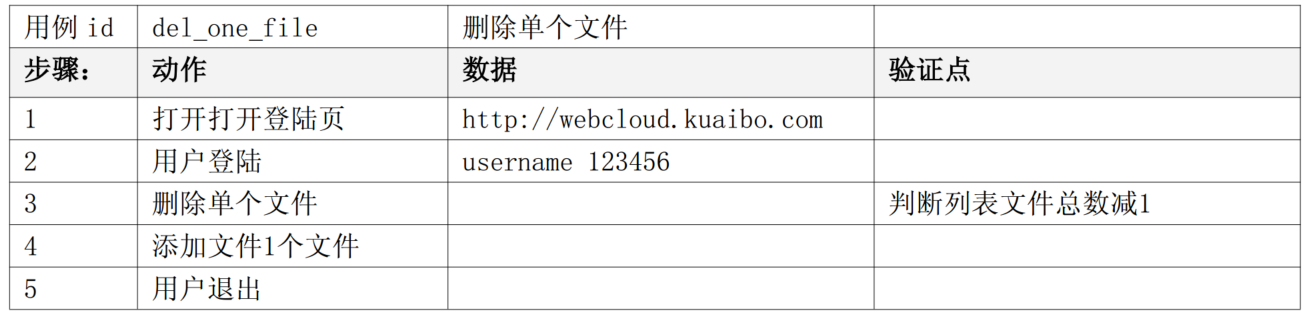 用例 id del_one_file 删除单个文件
步骤： 动作 数据 验证点
1 打开打开登陆页 http://webcloud.kuaibo.com
2 用户登陆 username 123456
3 删除单个文件 判断列表文件总数减1
4 添加文件1个文件
5 用户退出